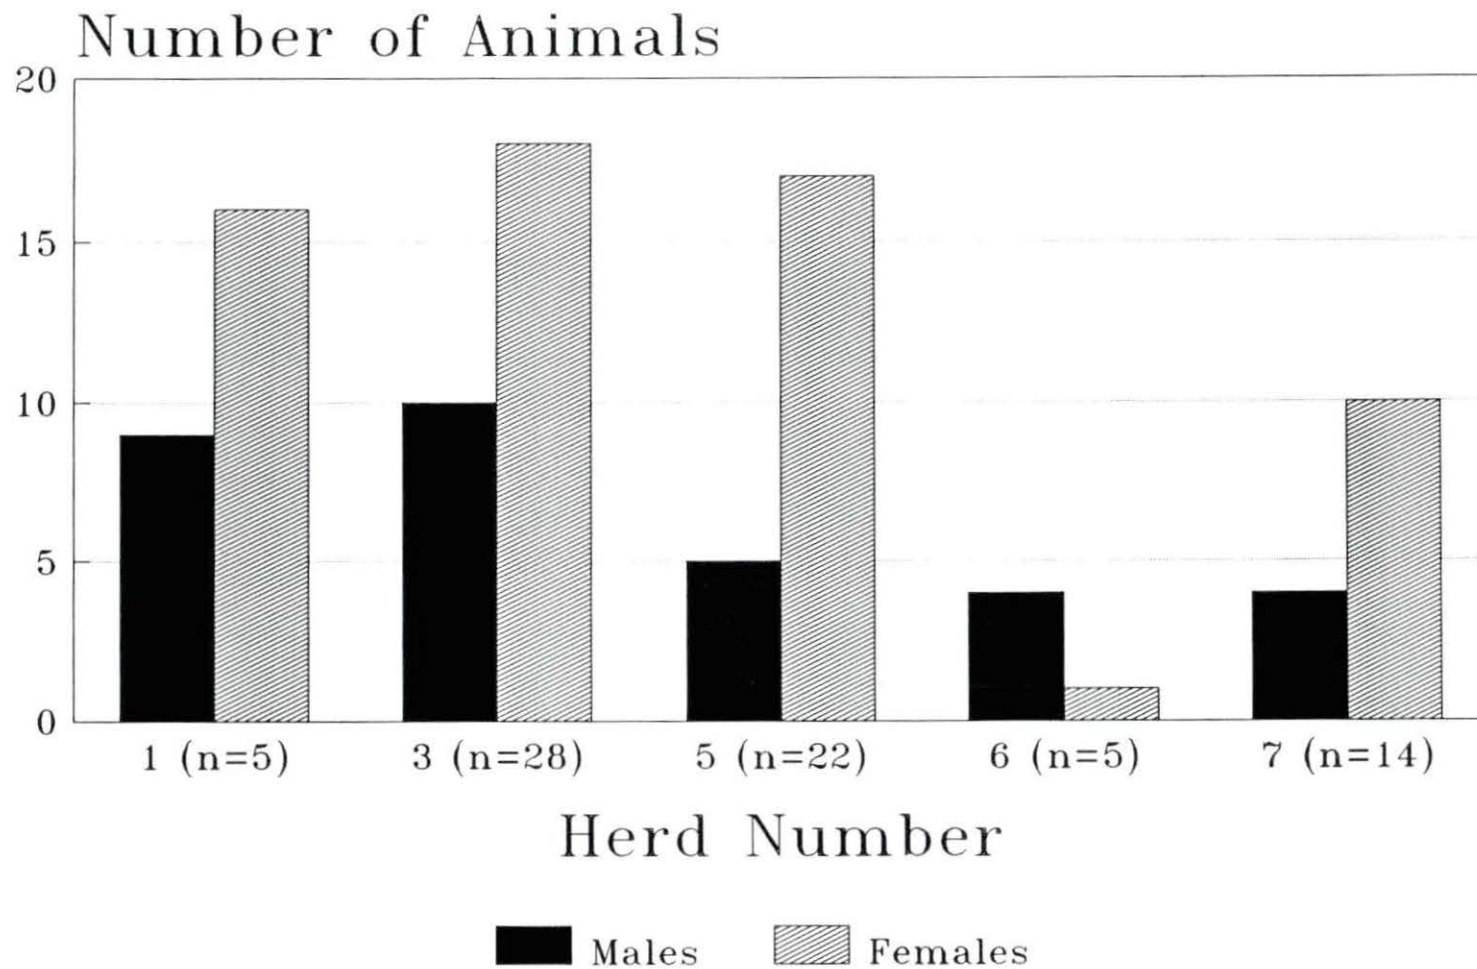 Number of Animals
20
15
10
5
0
1 (n=5) 3 (n=28) 5 (n=22) 6 (n=5) 7 (n=14)
Herd Number
Males Females